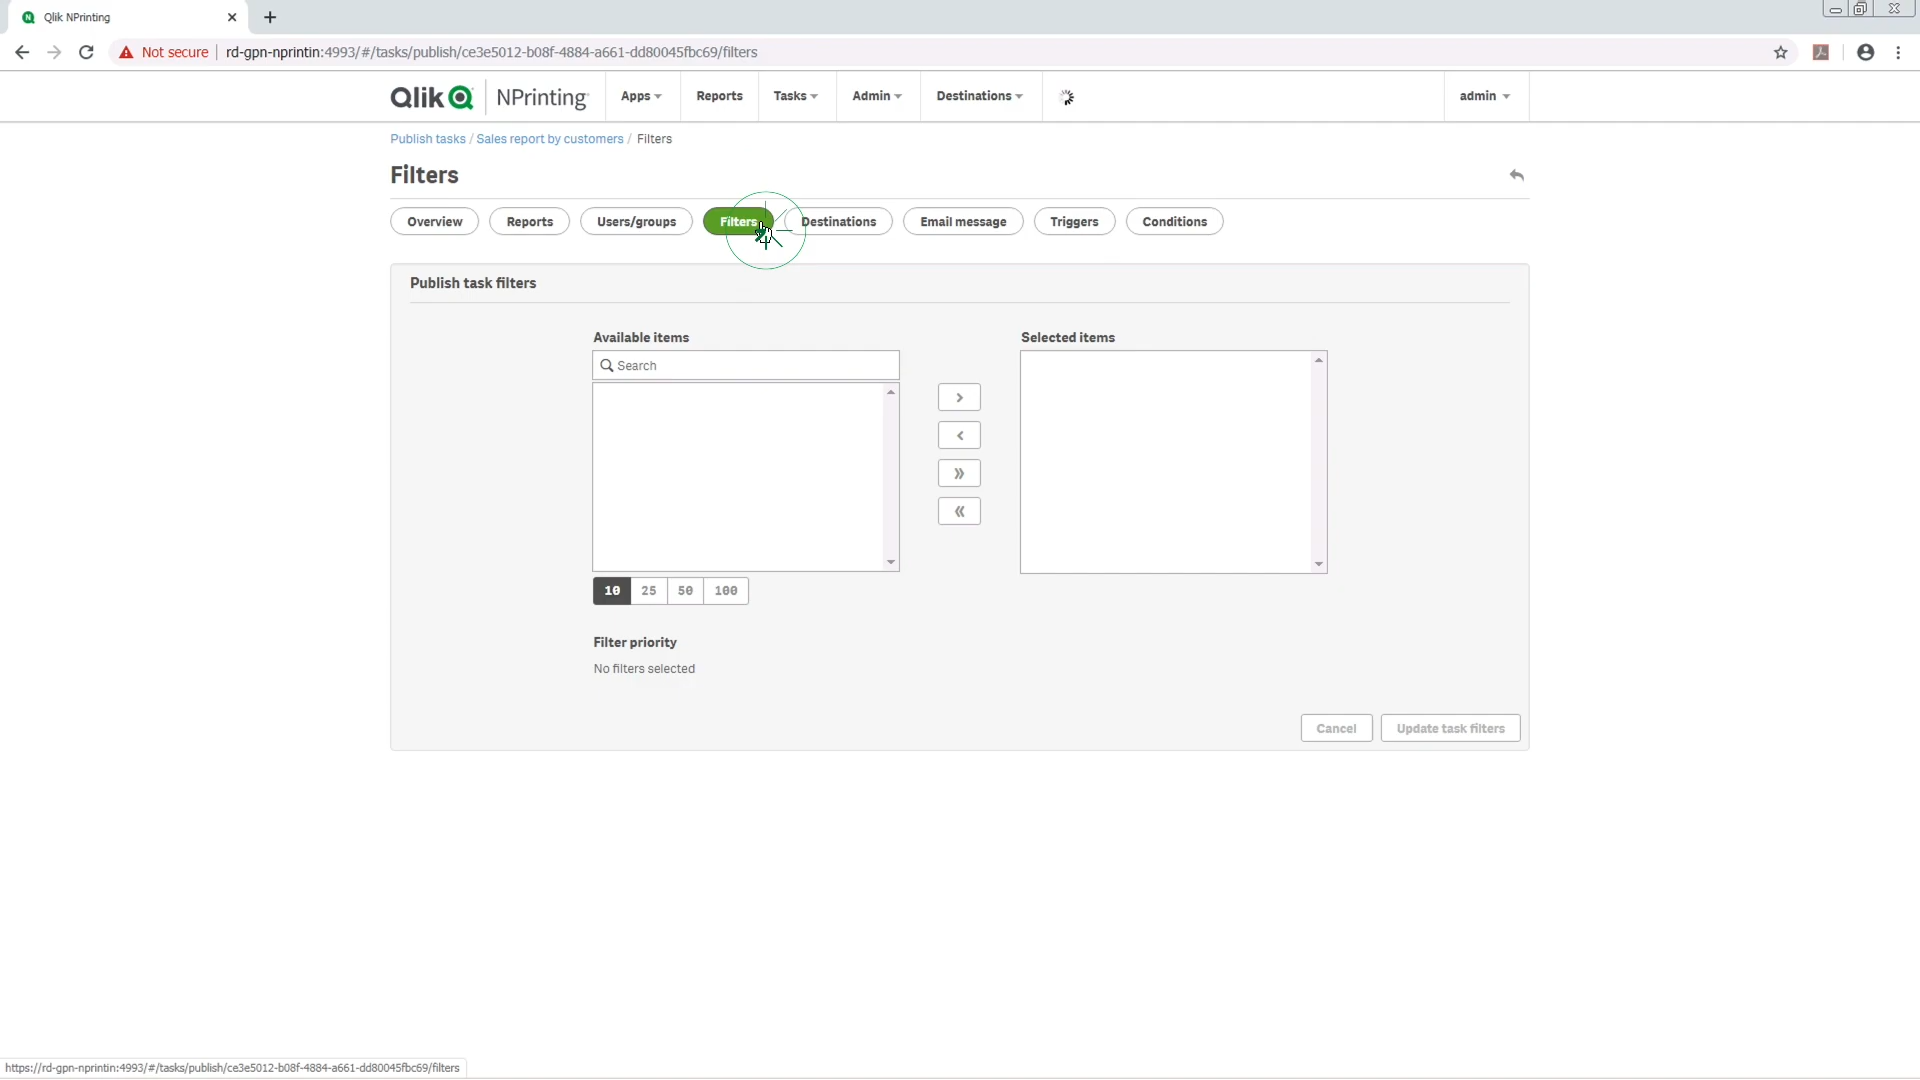 Qlik NPrinting
Not secure
rd-gpn-nprintin:4993/#/tasks/publish/ce3e5012-b08f-4884-a661-dd80045fbc69/filters
Qlik NPrinting
Apps
Reports
Tasks
Admin
Destinations
admin
Publish tasks / Sales report by customers / Filters
Filters
Overview
Reports
Users/groups
Filters
Destinations
Email message
Triggers
Conditions
Publish task filters
Available items
Selected items
Search
10 25 50 100
Filter priority
No filters selected
Cancel
Update task filters
https://rd-gpn-nprintin:4993/#/tasks/publish/ce3e5012-b08f-4884-a661-dd80045fbc69/filters